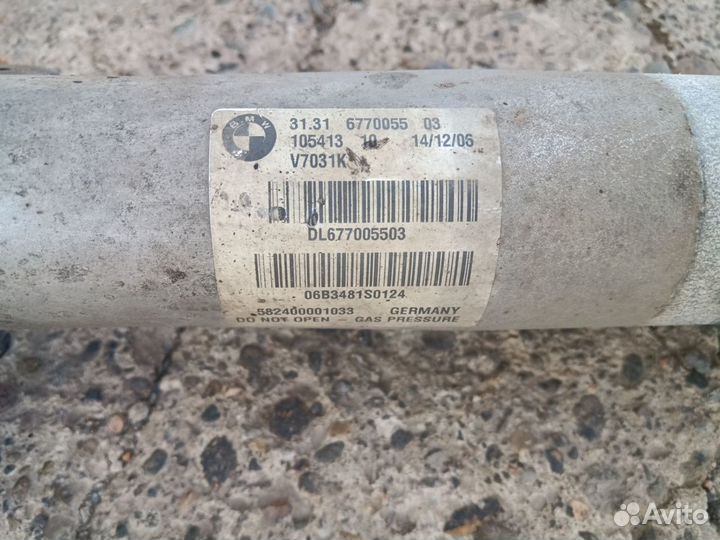 BMW
31.31 6770055 03
105413 10 14/12/06
V7031K
DL677005503
06B3481S0124
582400001033 GERMANY
DO NOT OPEN - GAS PRESSURE
Avito